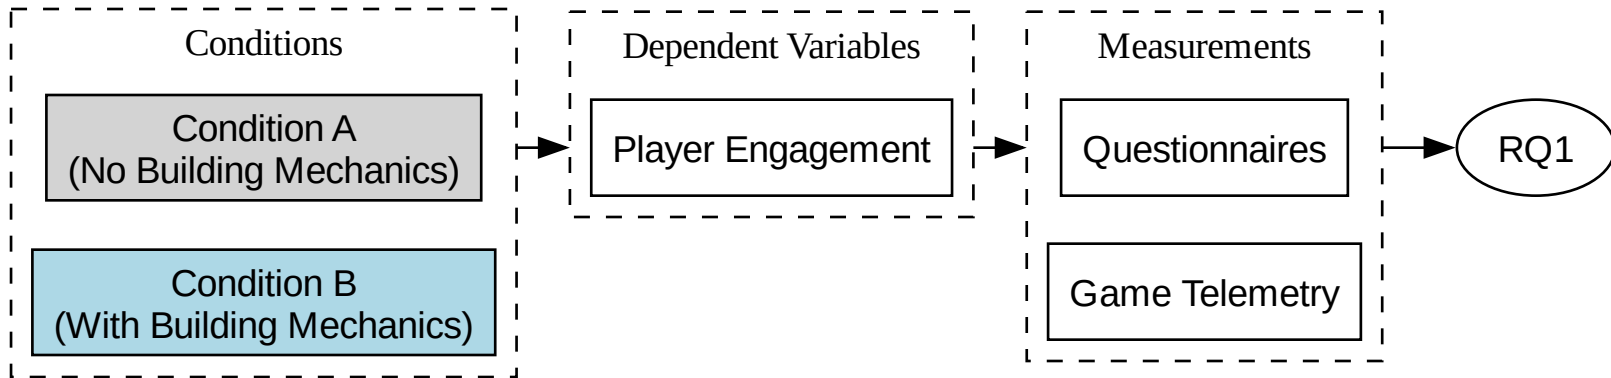 Conditions
Condition A
(No Building Mechanics)
Condition B
(With Building Mechanics)
Dependent Variables
Player Engagement
Measurements
Questionnaires
Game Telemetry
RQ1